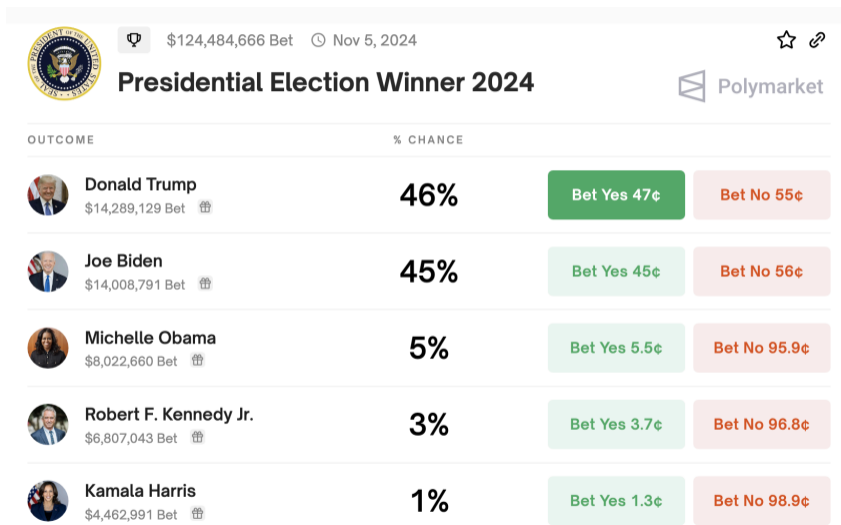 $124,484,666 Bet Nov 5, 2024
Presidential Election Winner 2024
Polymarket
OUTCOME % CHANCE
Donald Trump
$14,289,129 Bet
46%
Bet Yes 47¢ Bet No 55¢
Joe Biden
$14,008,791 Bet
45%
Bet Yes 45¢ Bet No 56¢
Michelle Obama
$8,022,660 Bet
5%
Bet Yes 5.5¢ Bet No 95.9¢
Robert F. Kennedy Jr.
$6,807,043 Bet
3%
Bet Yes 3.7¢ Bet No 96.8¢
Kamala Harris
$4,462,991 Bet
1%
Bet Yes 1.3¢ Bet No 98.9¢